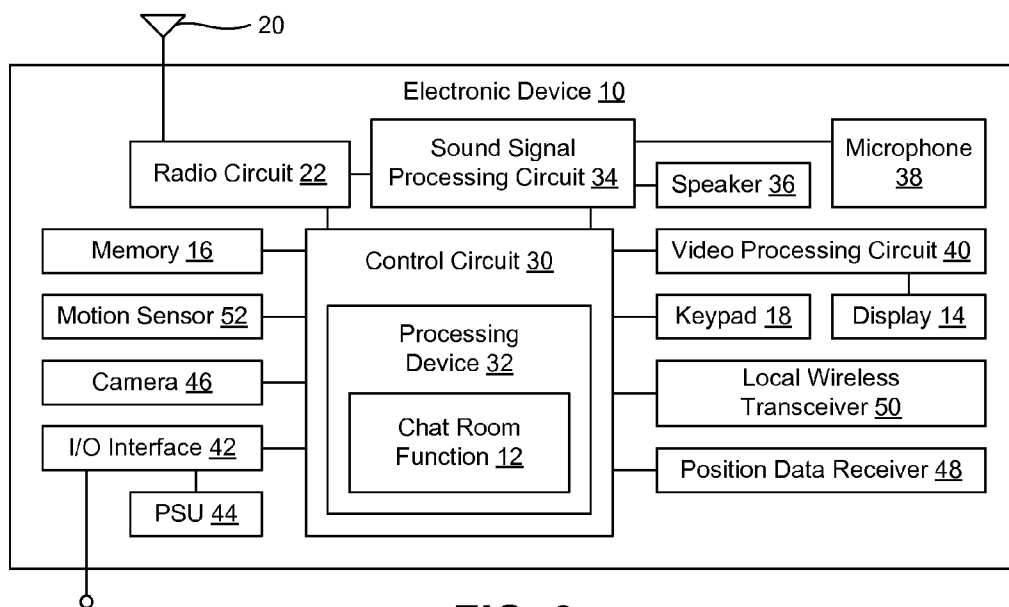 20
Electronic Device 10
Radio Circuit 22
Sound Signal
Processing Circuit 34
Microphone
38
Speaker 36
Memory 16
Control Circuit 30
Video Processing Circuit 40
Motion Sensor 52
Processing
Device 32
Keypad 18
Display 14
Camera 46
Chat Room
Function 12
Local Wireless
Transceiver 50
I/O Interface 42
Position Data Receiver 48
PSU 44